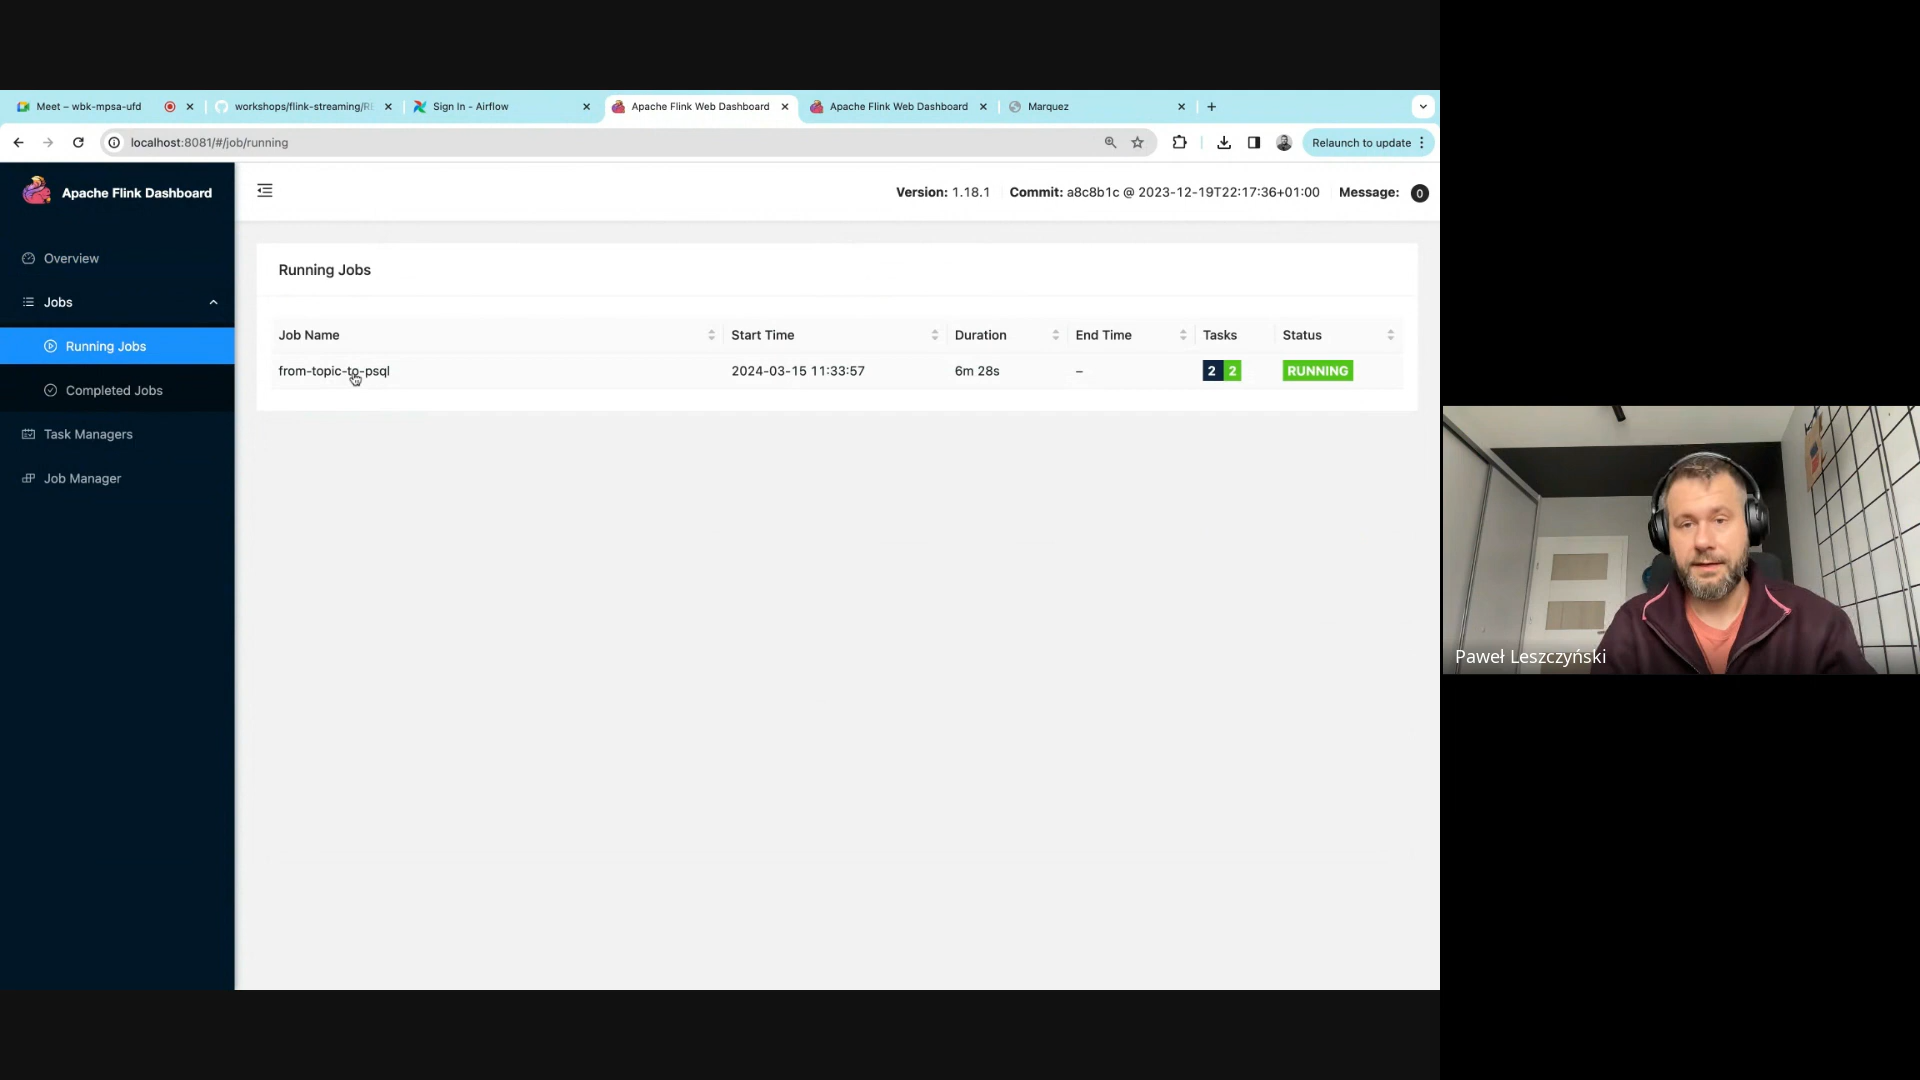 Meet – wbk-mpsa-ufd
workshops/flink-streaming/RE
Sign In - Airflow
Apache Flink Web Dashboard
Apache Flink Web Dashboard
Marquez
localhost:8081/#/job/running
Relaunch to update
Apache Flink Dashboard
Version: 1.18.1
Commit: a8c8b1c @ 2023-12-19T22:17:36+01:00
Message: 0
Overview
Jobs
Running Jobs
Completed Jobs
Task Managers
Job Manager
Running Jobs
Job Name Start Time Duration End Time Tasks Status
from-topic-to-psql 2024-03-15 11:33:57 6m 28s – 2 2 RUNNING
Paweł Leszczyński